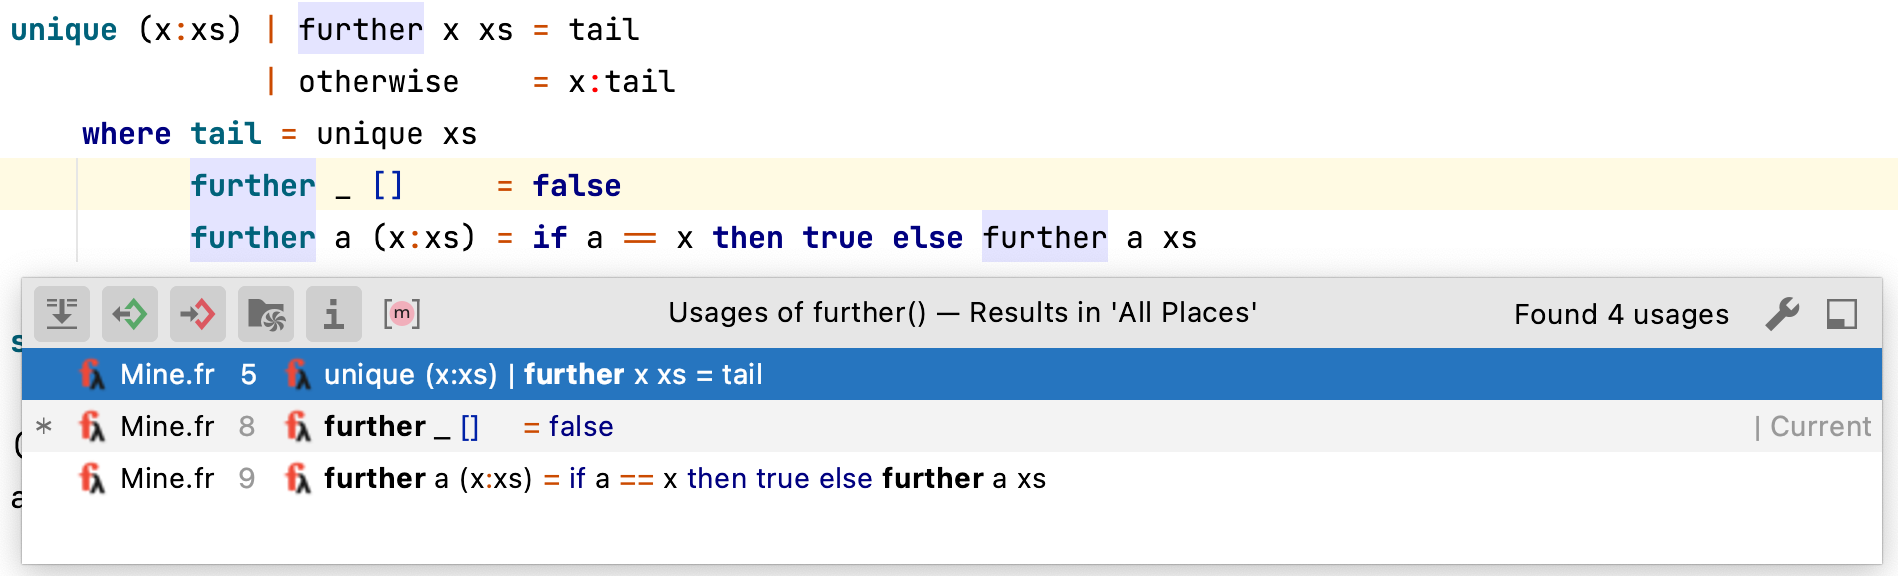 unique (x:xs) | further x xs = tail
| otherwise = x:tail
where tail = unique xs
further _ [] = false
further a (x:xs) = if a == x then true else further a xs
Usages of further() — Results in 'All Places' Found 4 usages
Mine.fr 5 unique (x:xs) | further x xs = tail
* Mine.fr 8 further _ [] = false | Current
Mine.fr 9 further a (x:xs) = if a == x then true else further a xs